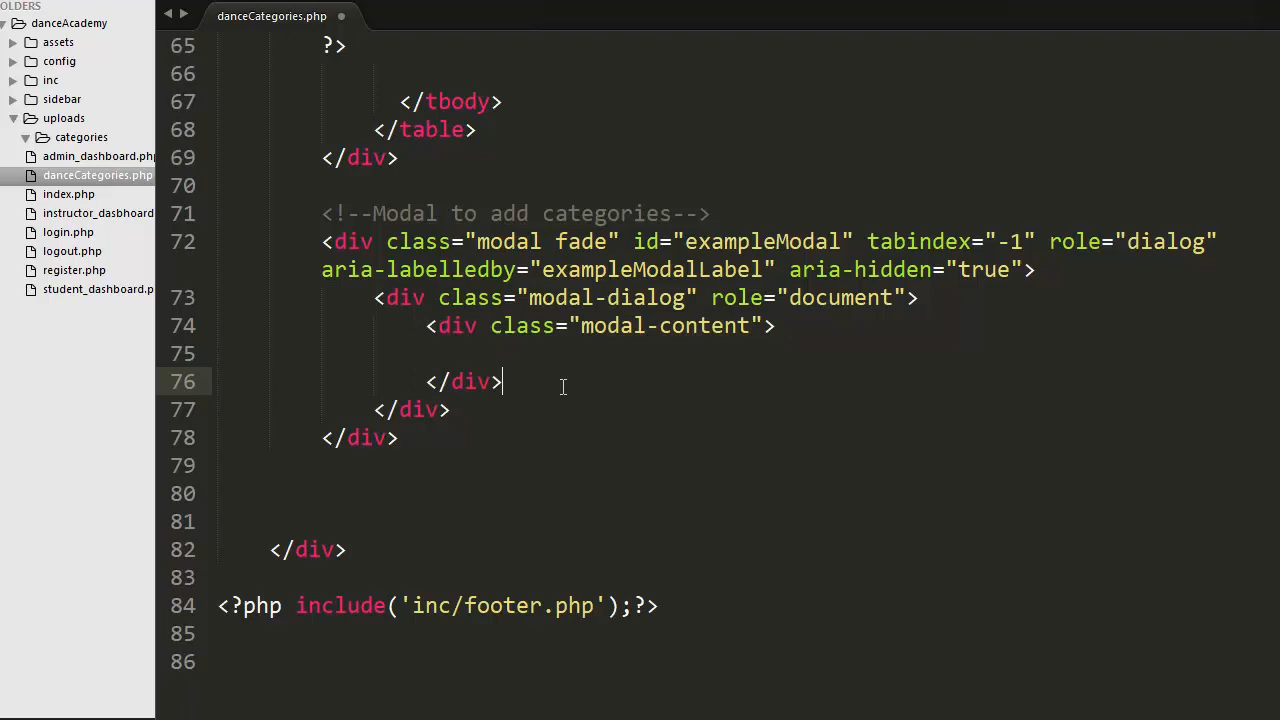 OLDERS
danceAcademy
assets
config
inc
sidebar
uploads
categories
admin_dashboard.php
danceCategories.php
index.php
instructor_dasbhoard
login.php
logout.php
register.php
student_dashboard.p
danceCategories.php
65 ?>
66
67 </tbody>
68 </table>
69 </div>
70
71 <!--Modal to add categories-->
72 <div class="modal fade" id="exampleModal" tabindex="-1" role="dialog"
aria-labelledby="exampleModalLabel" aria-hidden="true">
73 <div class="modal-dialog" role="document">
74 <div class="modal-content">
75
76 </div>
77 </div>
78 </div>
79
80
81
82 </div>
83
84 <?php include('inc/footer.php');?>
85
86